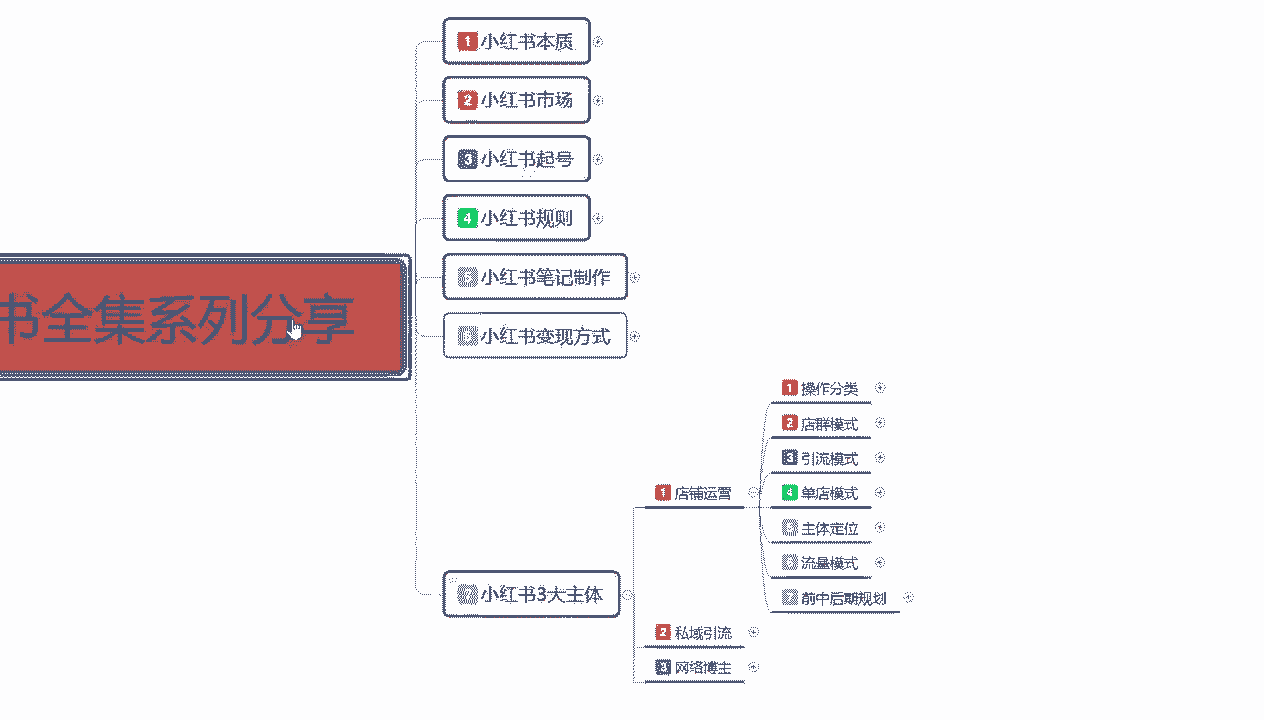 1 小红书本质
2 小红书市场
3 小红书起号
4 小红书规则
小红书笔记制作
小红书变现方式
书全集系列分享
1 操作分类
2 店群模式
3 引流模式
1 店铺运营
4 单店模式
主体定位
流量模式
7 前中后期规划
7 小红书3大主体
2 私域引流
3 网络博主